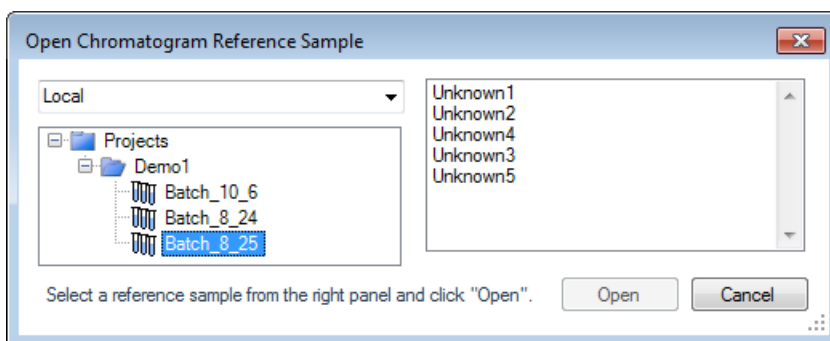 Open Chromatogram Reference Sample
Local
Projects
Demo1
Batch_10_6
Batch_8_24
Batch_8_25
Unknown1
Unknown2
Unknown4
Unknown3
Unknown5
Select a reference sample from the right panel and click "Open".
Open
Cancel